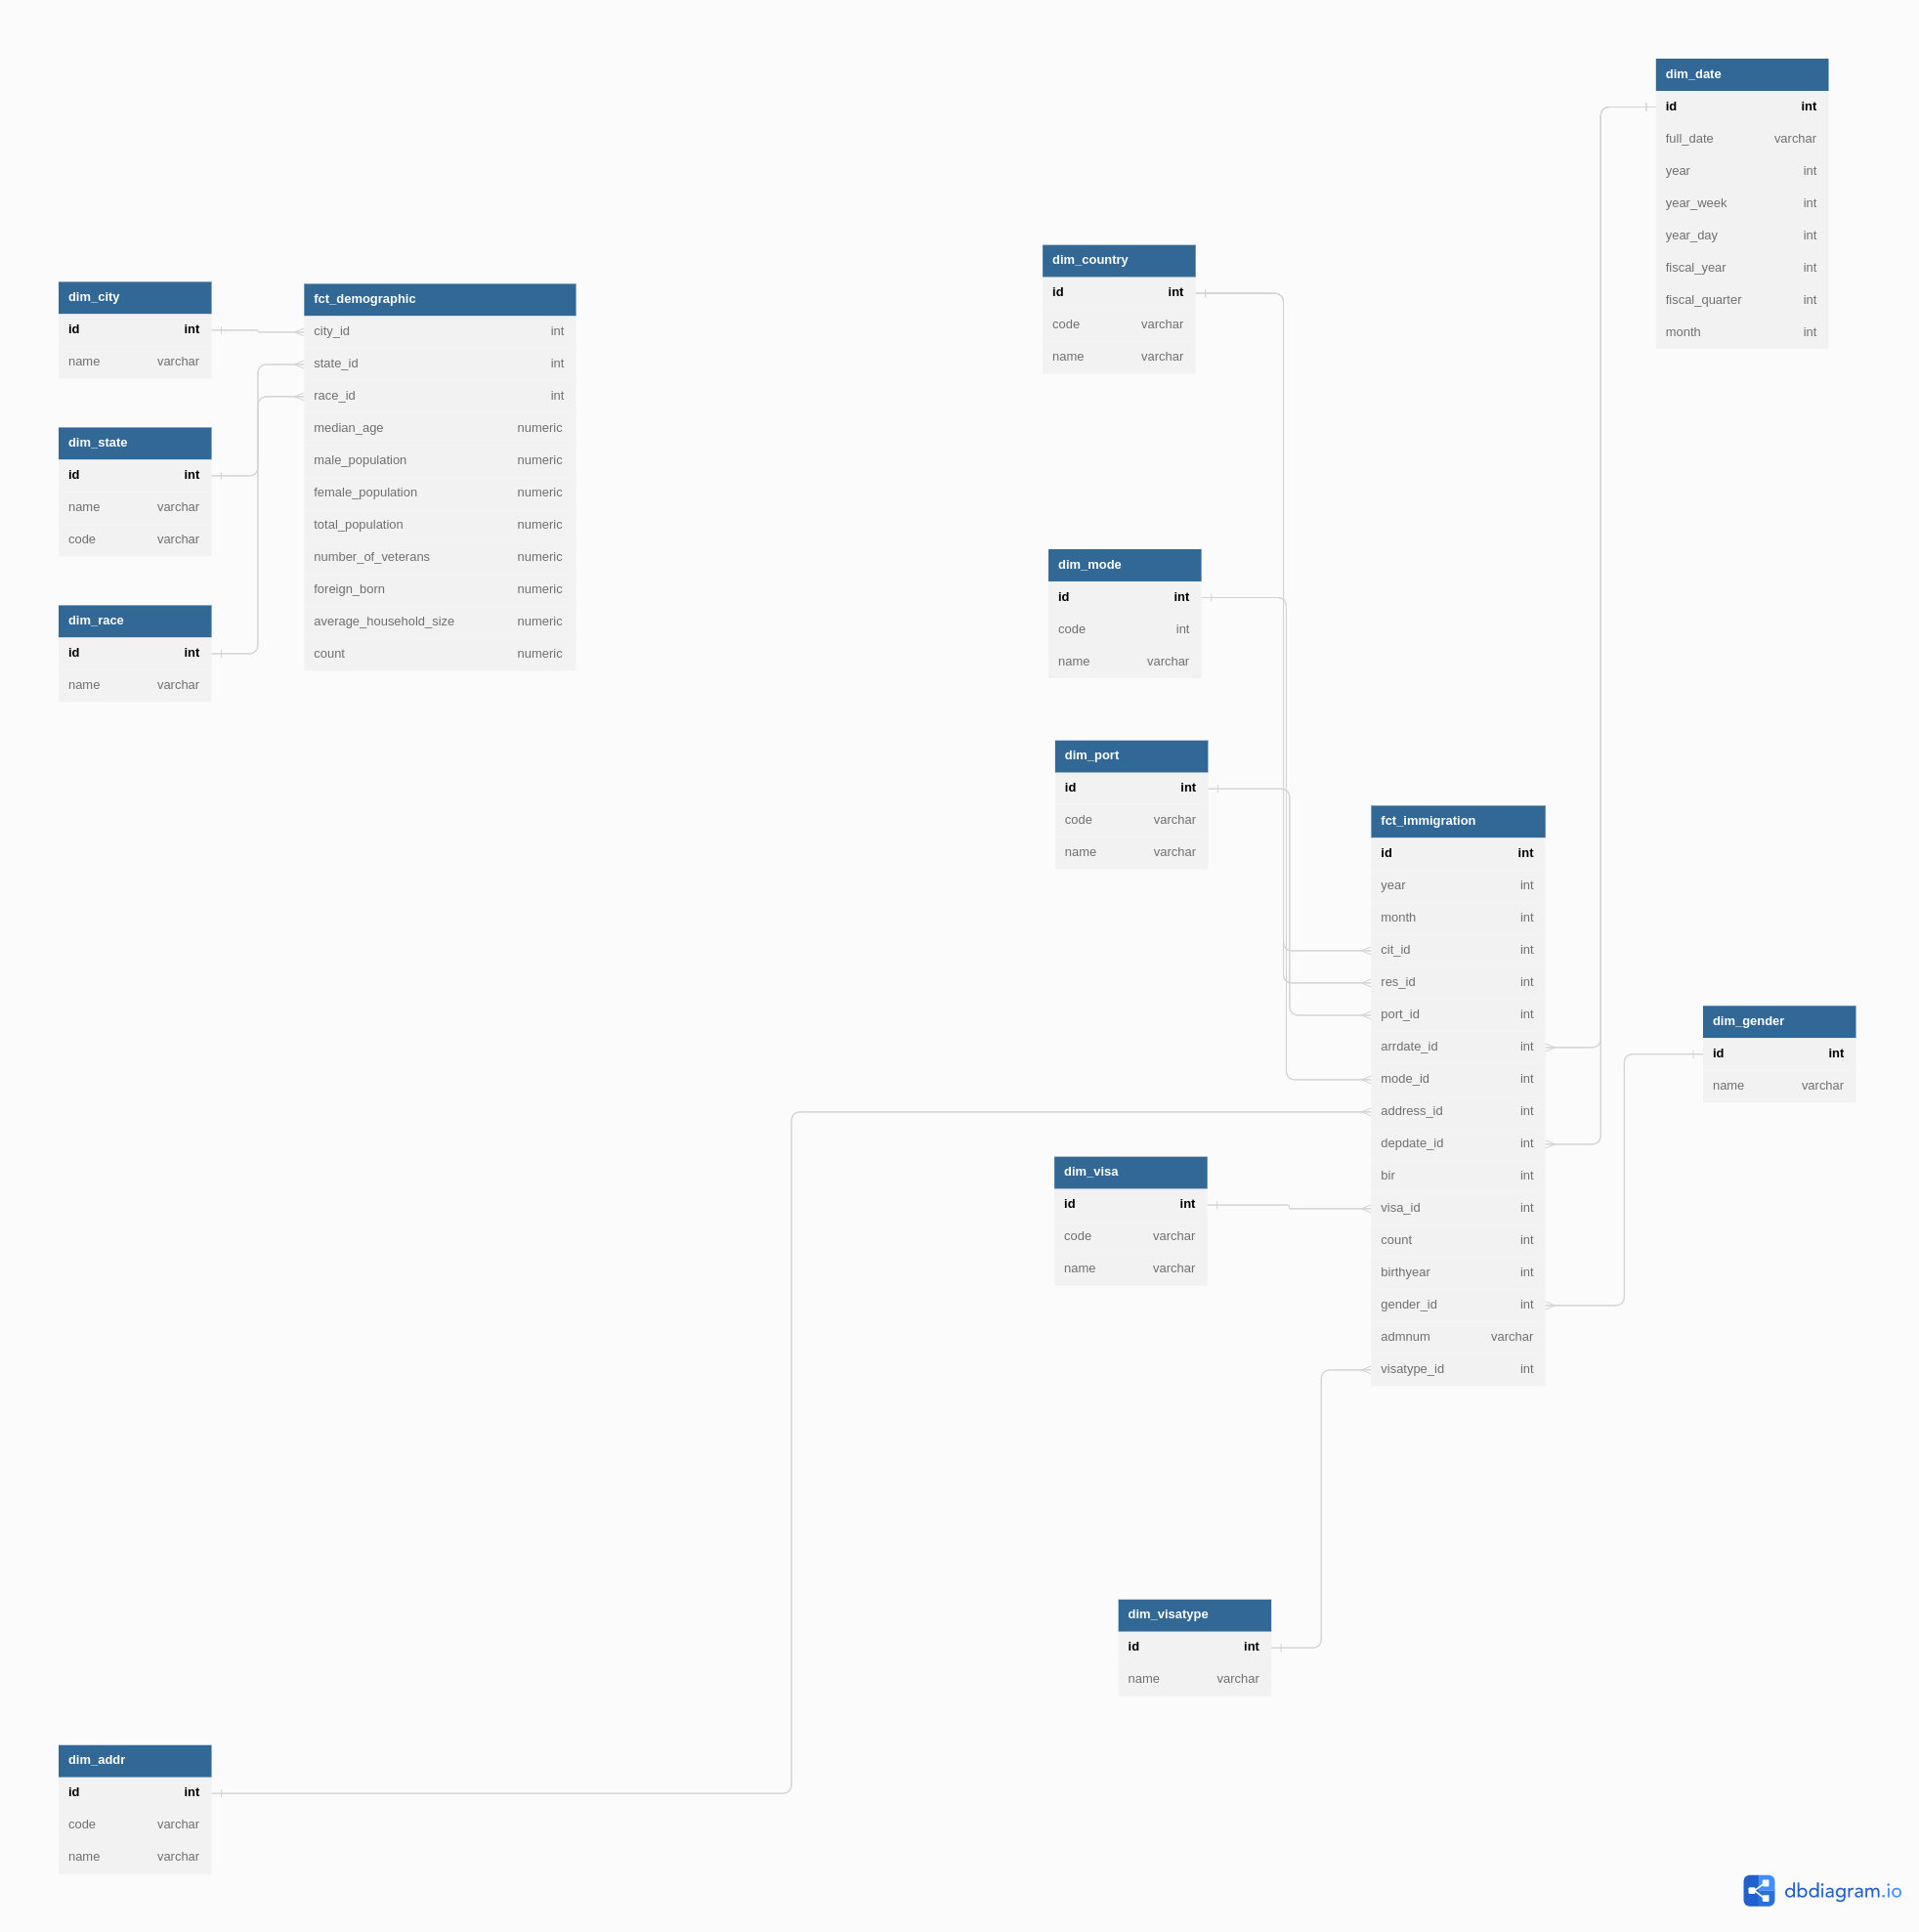 dim_date
id int
full_date varchar
year int
year_week int
year_day int
fiscal_year int
fiscal_quarter int
month int
dim_country
id int
code varchar
name varchar
dim_city
id int
name varchar
fct_demographic
city_id int
state_id int
race_id int
median_age numeric
male_population numeric
female_population numeric
total_population numeric
number_of_veterans numeric
foreign_born numeric
average_household_size numeric
count numeric
dim_state
id int
name varchar
code varchar
dim_race
id int
name varchar
dim_mode
id int
code int
name varchar
dim_port
id int
code varchar
name varchar
fct_immigration
id int
year int
month int
cit_id int
res_id int
port_id int
arrdate_id int
mode_id int
address_id int
depdate_id int
bir int
visa_id int
count int
birthyear int
gender_id int
admnum varchar
visatype_id int
dim_gender
id int
name varchar
dim_visa
id int
code varchar
name varchar
dim_visatype
id int
name varchar
dim_addr
id int
code varchar
name varchar
dbdiagram.io